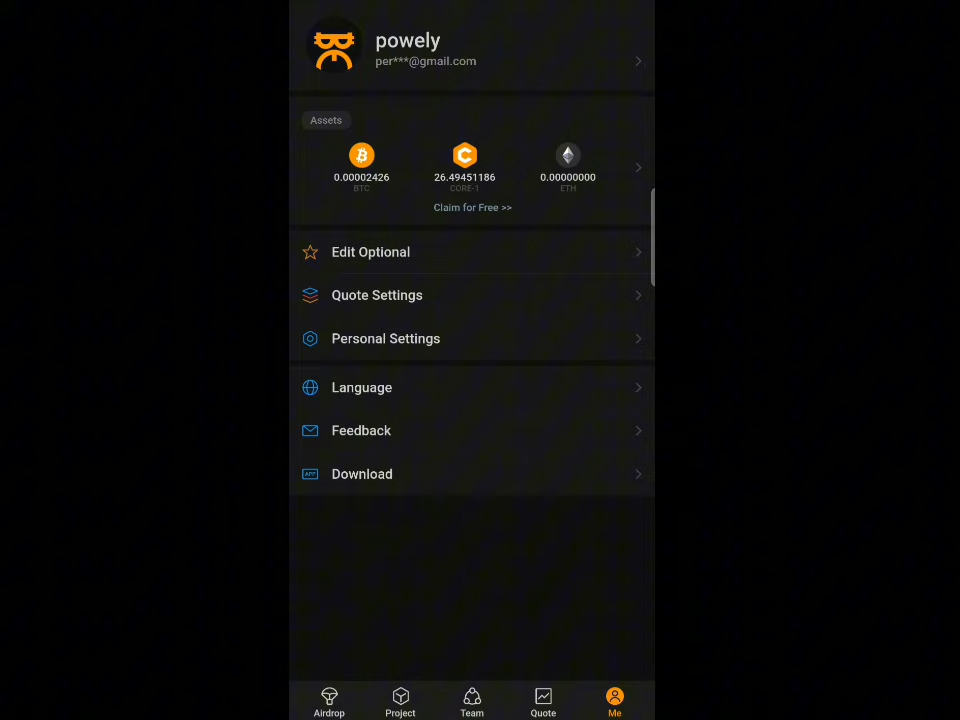 powely
per***@gmail.com
Assets
0.00002426 26.49451186 0.00000000
BTC CORE-1 ETH
Claim for Free >>
Edit Optional
Quote Settings
Personal Settings
Language
Feedback
APP Download
Airdrop Project Team Quote Me